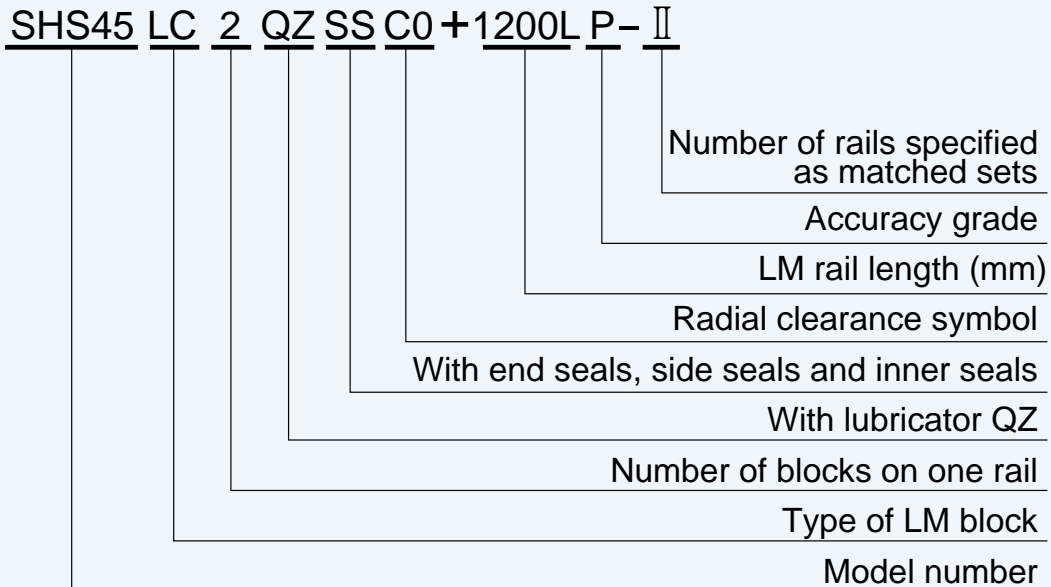 SHS45 LC 2 QZ SS C0 +1200L P- Ⅱ
Number of rails specified
as matched sets
Accuracy grade
LM rail length (mm)
Radial clearance symbol
With end seals, side seals and inner seals
With lubricator QZ
Number of blocks on one rail
Type of LM block
Model number